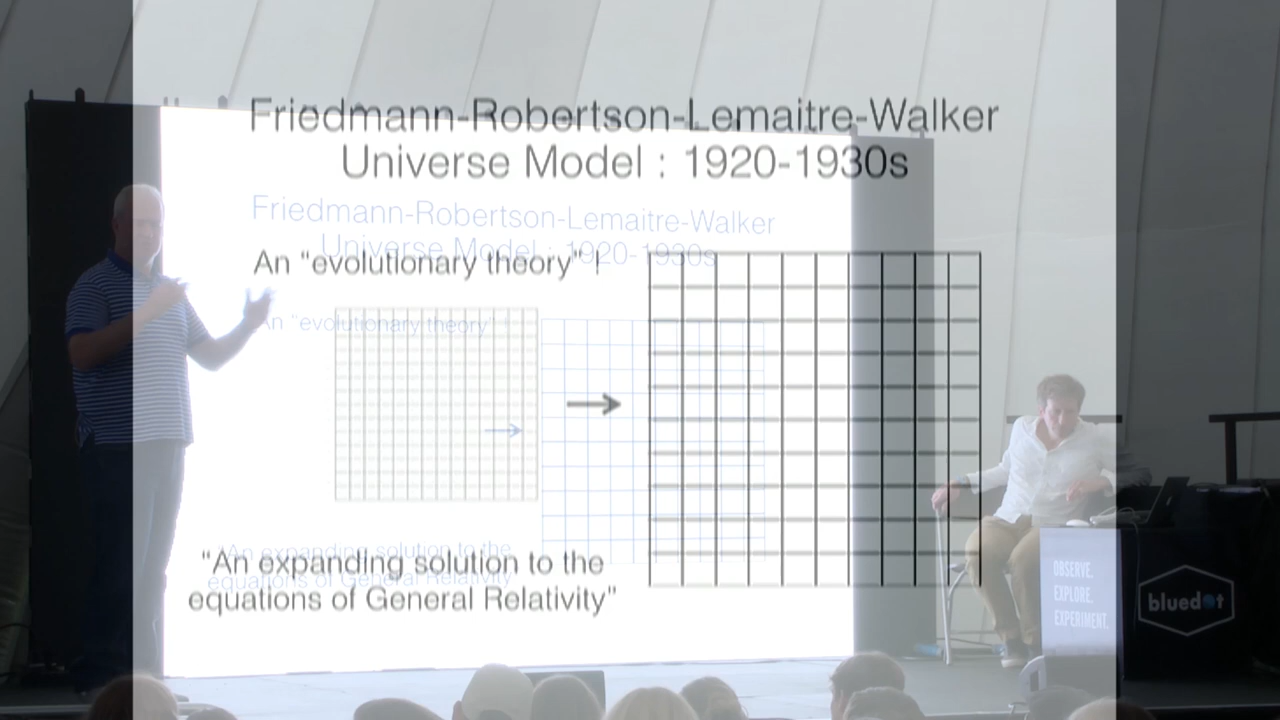 Friedmann-Robertson-Lemaitre-Walker
Universe Model : 1920-1930s
Friedmann-Robertson-Lemaitre-Walker
Universe Model : 1920-1930s
An "evolutionary theory" !
An "evolutionary theory"
"An expanding solution to the
equations of General Relativity"
"An expanding solution to the
equations of General Relativity"
OBSERVE.
EXPLORE.
EXPERIMENT.
bluedot